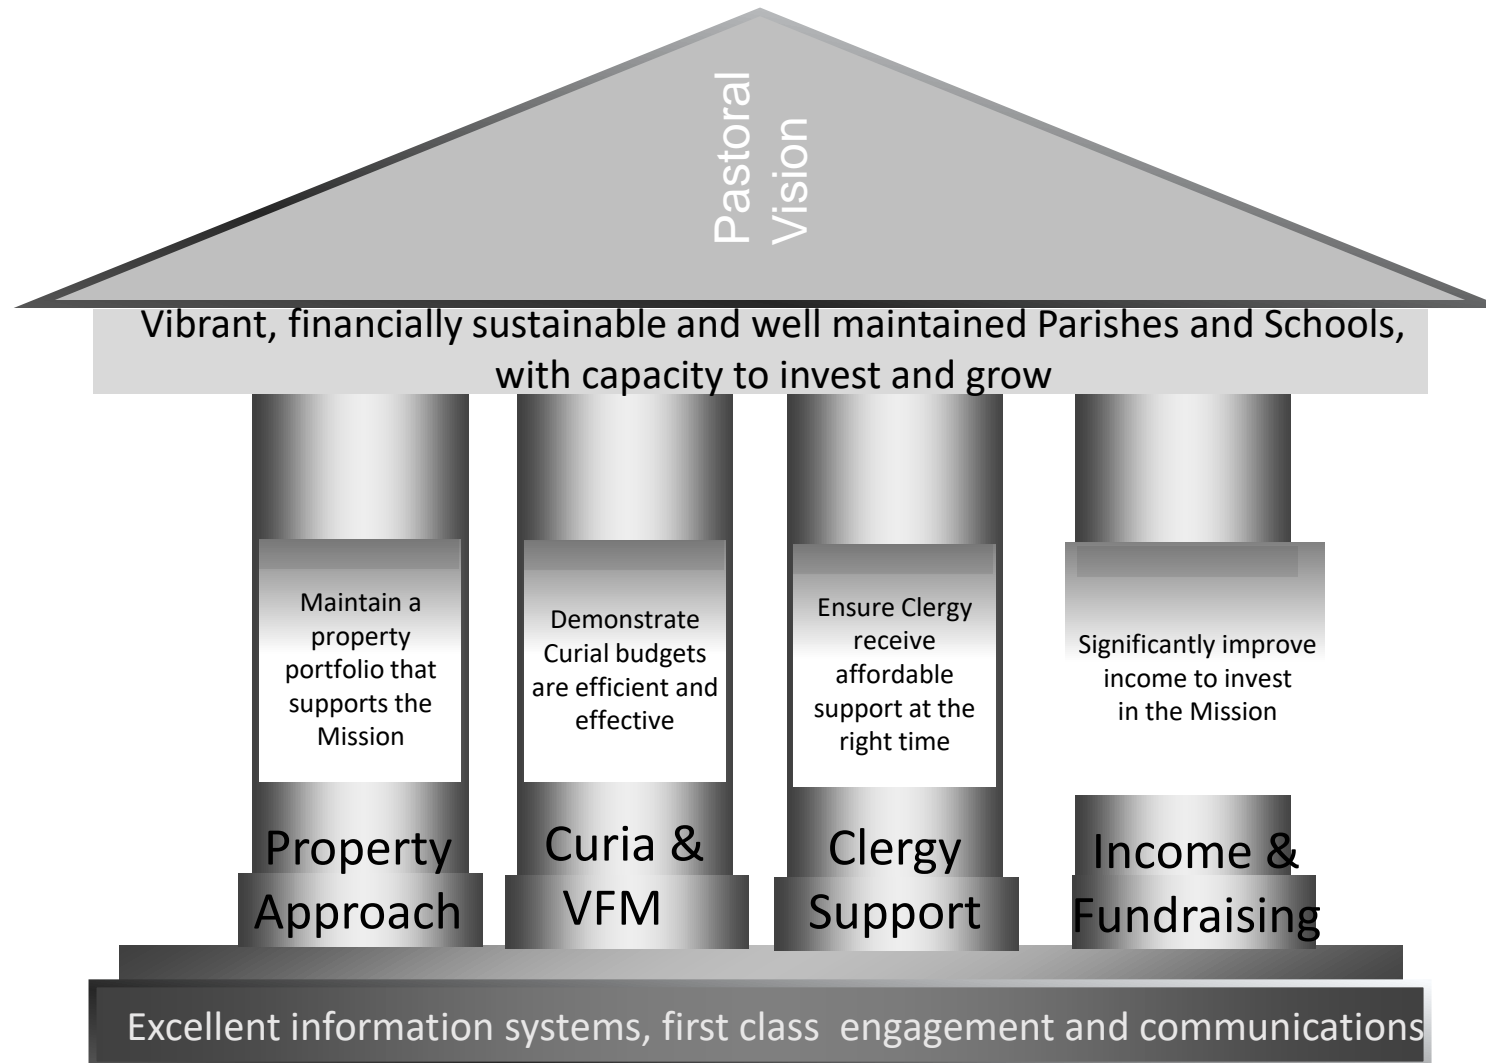 Pastoral
Vision
Vibrant, financially sustainable and well maintained Parishes and Schools,
with capacity to invest and grow
Maintain a
property
portfolio that
supports the
Mission
Demonstrate
Curial budgets
are efficient and
effective
Ensure Clergy
receive
affordable
support at the
right time
Significantly improve
income to invest
in the Mission
Property
Approach
Curia &
VFM
Clergy
Support
Income &
Fundraising
Excellent information systems, first class  engagement and communications